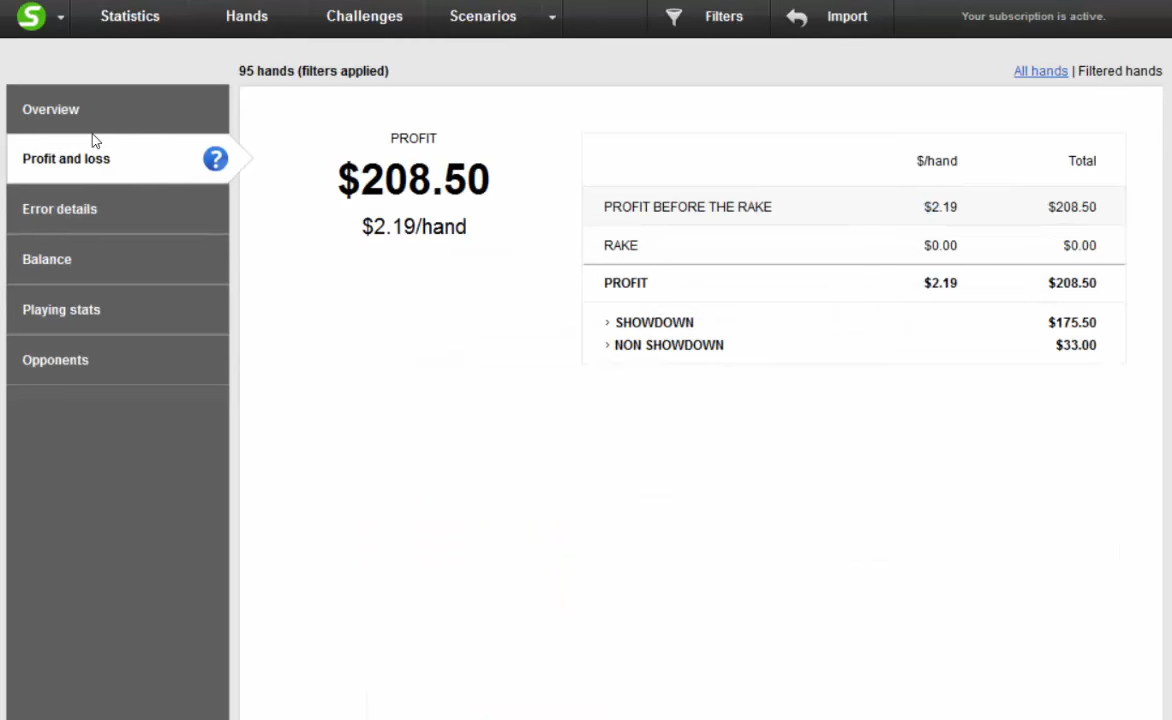 S Statistics Hands Challenges Scenarios Filters Import Your subscription is active.
95 hands (filters applied) All hands | Filtered hands
Overview
Profit and loss ?
Error details
Balance
Playing stats
Opponents
PROFIT
$208.50
$2.19/hand
$/hand Total
PROFIT BEFORE THE RAKE $2.19 $208.50
RAKE $0.00 $0.00
PROFIT $2.19 $208.50
› SHOWDOWN $175.50
› NON SHOWDOWN $33.00